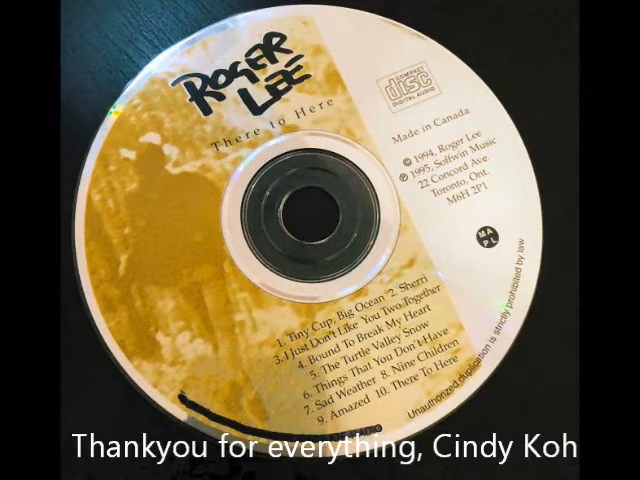 ROGER
LEE
There to Here
COMPACT
disc
DIGITAL AUDIO
Made in Canada
© 1994, Roger Lee
℗ 1995, Soffwin Music
22 Concord Ave.
Toronto, Ont.
M6H 2P1
MA
PL
1. Tiny Cup, Big Ocean 2. Sherri
3. I Just Don't Like You Two Together
4. Bound To Break My Heart
5. The Turtle Valley Show
6. Things That You Don't Have
7. Sad Weather 8. Nine Children
9. Amazed 10. There To Here
Unauthorized duplication is strictly prohibited by law
Thankyou for everything, Cindy Koh